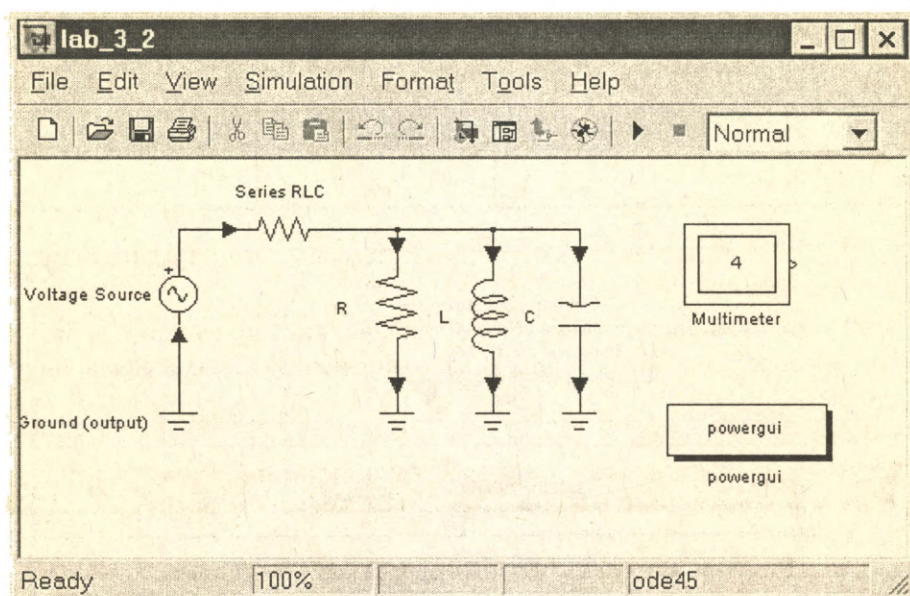 lab_3_2
File Edit View Simulation Format Tools Help
Normal
Series RLC
Voltage Source
+
R
L
C
4
Multimeter
Ground (output)
powergui
powergui
Ready 100% ode45